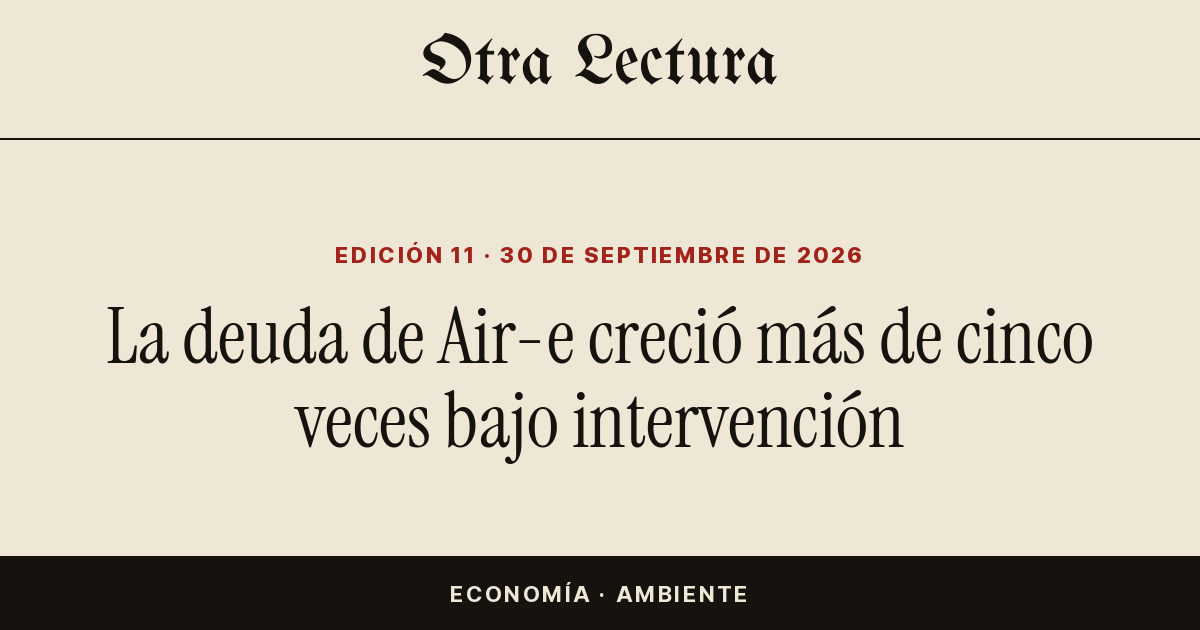 Otra Lectura
EDICIÓN 11 · 30 DE SEPTIEMBRE DE 2026
La deuda de Air-e creció más de cinco
veces bajo intervención
ECONOMÍA · AMBIENTE